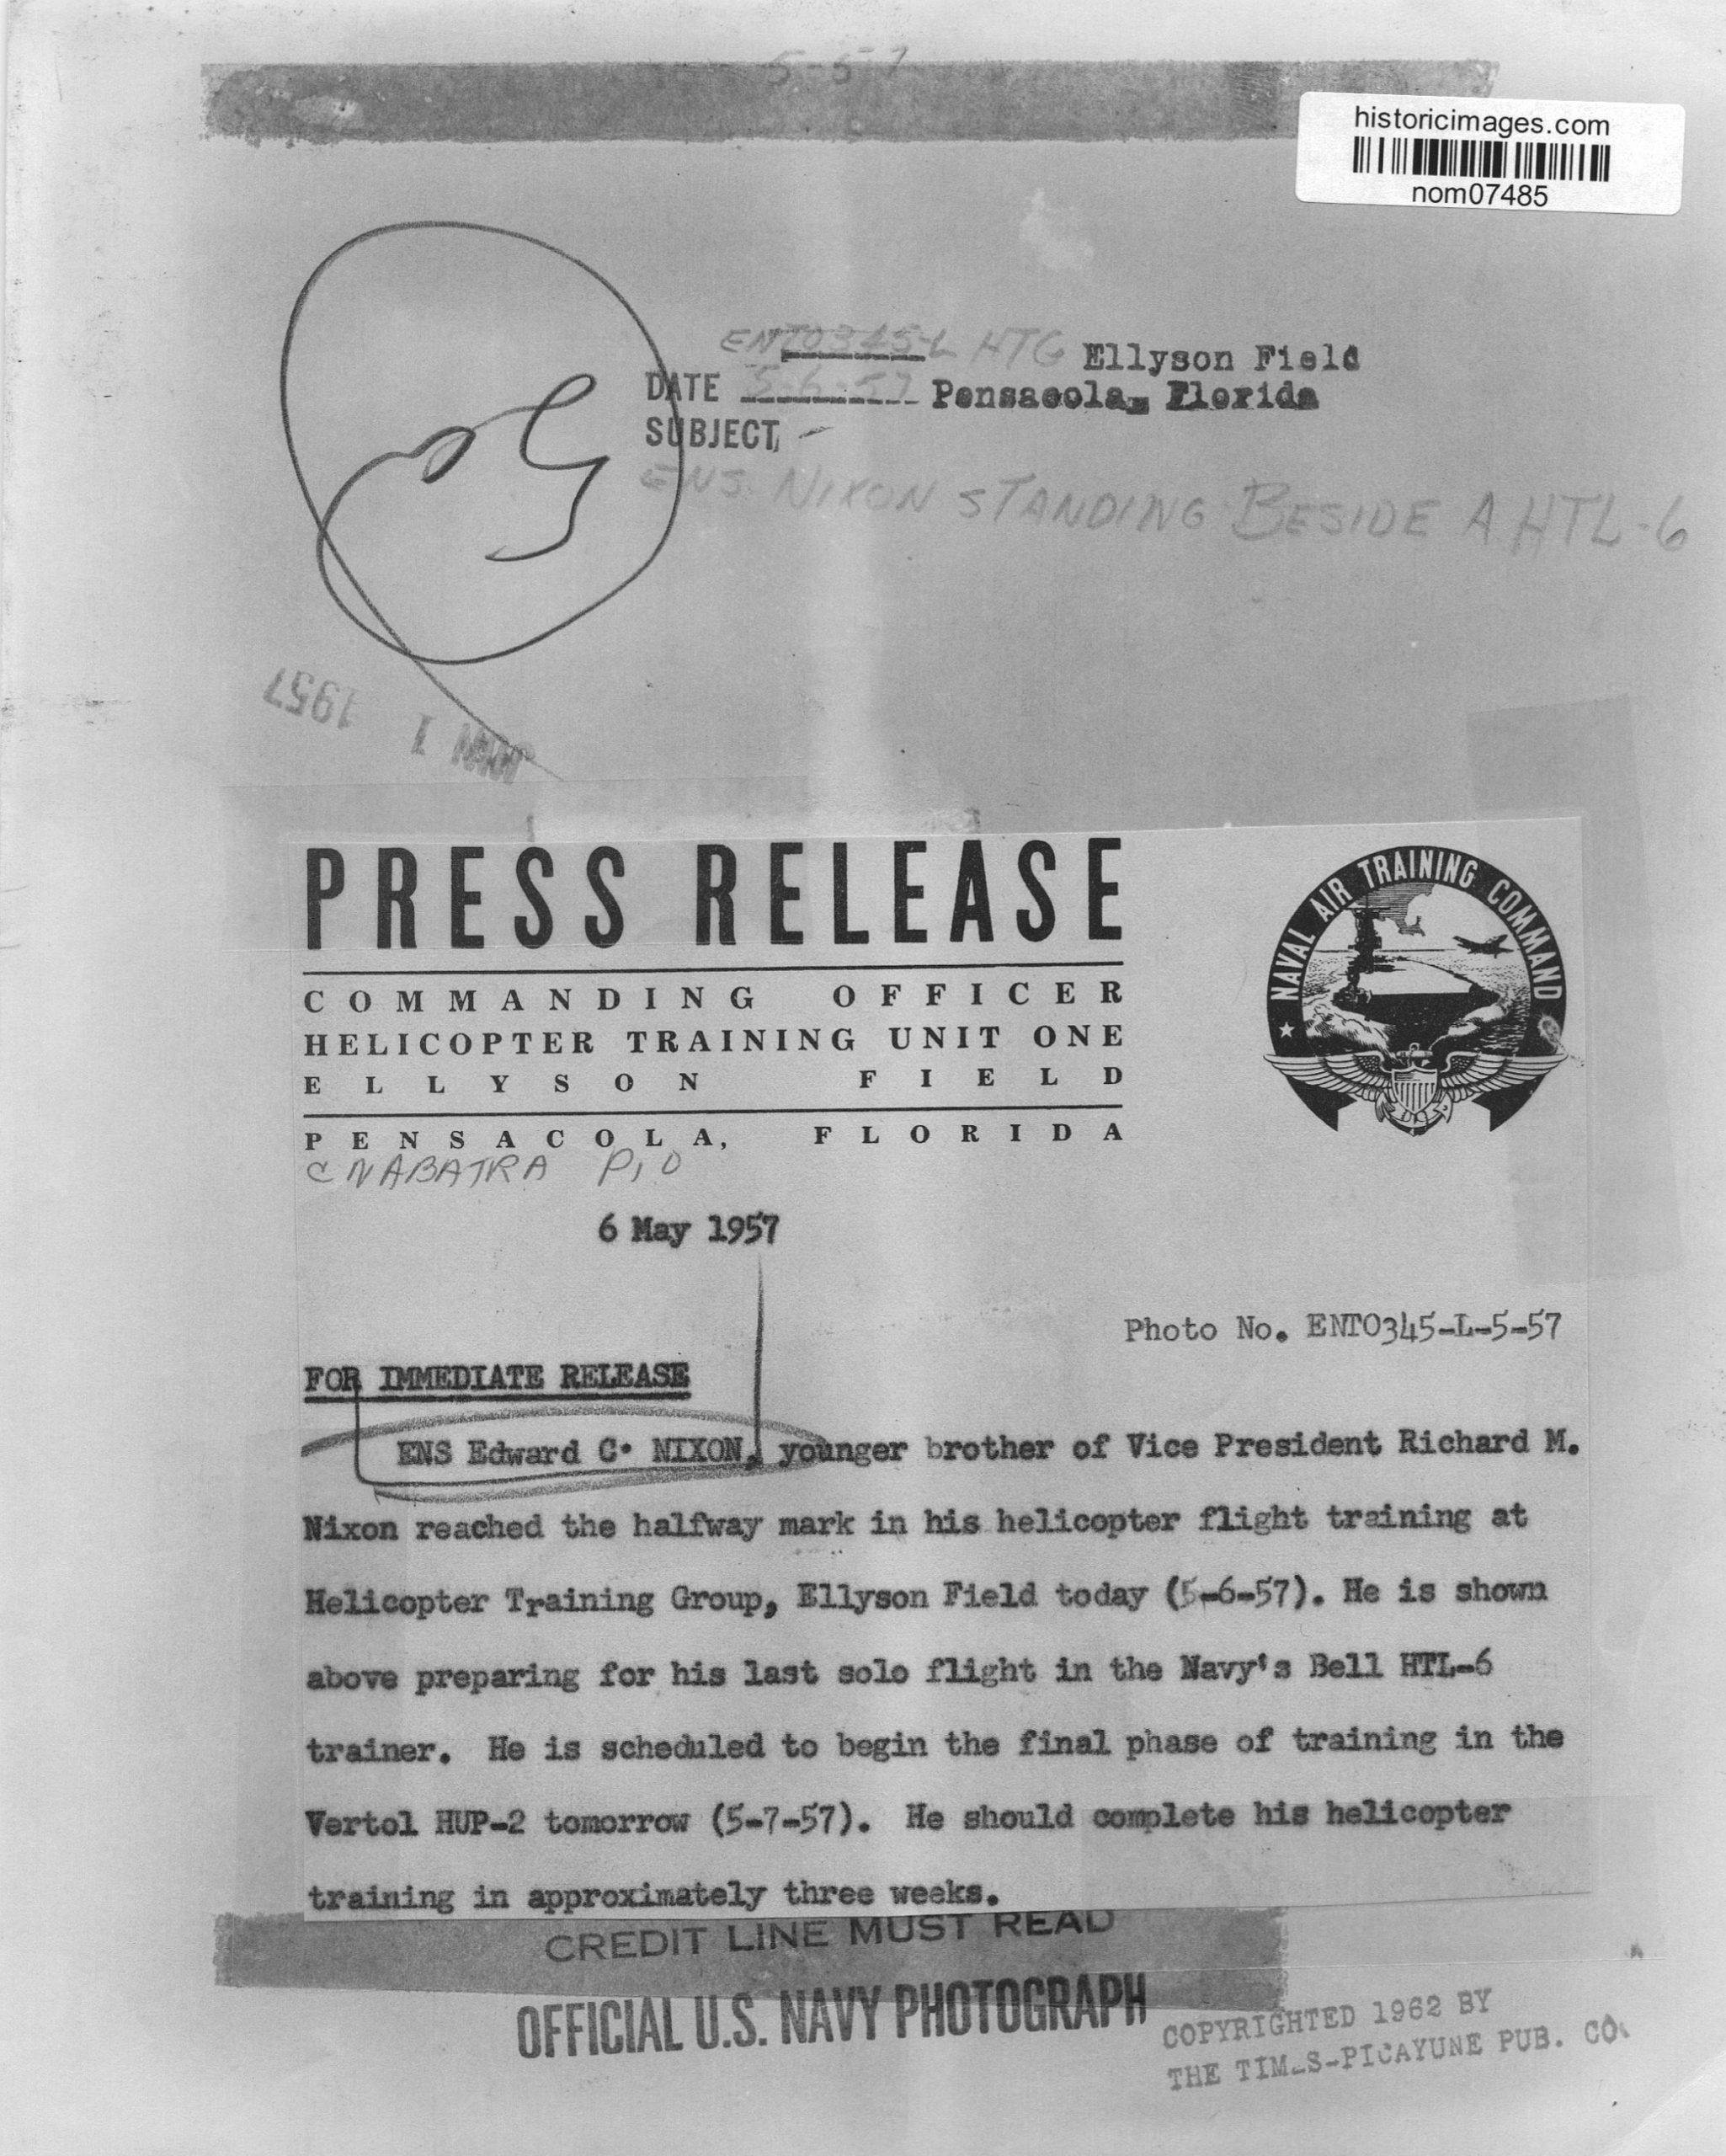 5-57
historicimages.com
nom07485
ENTO345-L HTG Ellyson Field
DATE 5-6-57 Pensacola, Florida
SUBJECT,-
ENS. NIXON STANDING BESIDE A HTL-6
1957
1
PRESS RELEASE
COMMANDING OFFICER
HELICOPTER TRAINING UNIT ONE
ELLYSON FIELD
PENSACOLA, FLORIDA
NAVAL AIR TRAINING COMMAND
CNABATRA PIO
6 May 1957
Photo No. ENTO345-L-5-57
FOR IMMEDIATE RELEASE
ENS Edward C. NIXON, younger brother of Vice President Richard M.
Nixon reached the halfway mark in his helicopter flight training at
Helicopter Training Group, Ellyson Field today (5-6-57). He is shown
above preparing for his last solo flight in the Navy's Bell HTL-6
trainer. He is scheduled to begin the final phase of training in the
Vertol HUP-2 tomorrow (5-7-57). He should complete his helicopter
training in approximately three weeks.
CREDIT LINE MUST READ
OFFICIAL U.S. NAVY PHOTOGRAPH
COPYRIGHTED 1962 BY
THE TIMES-PICAYUNE PUB. CO.